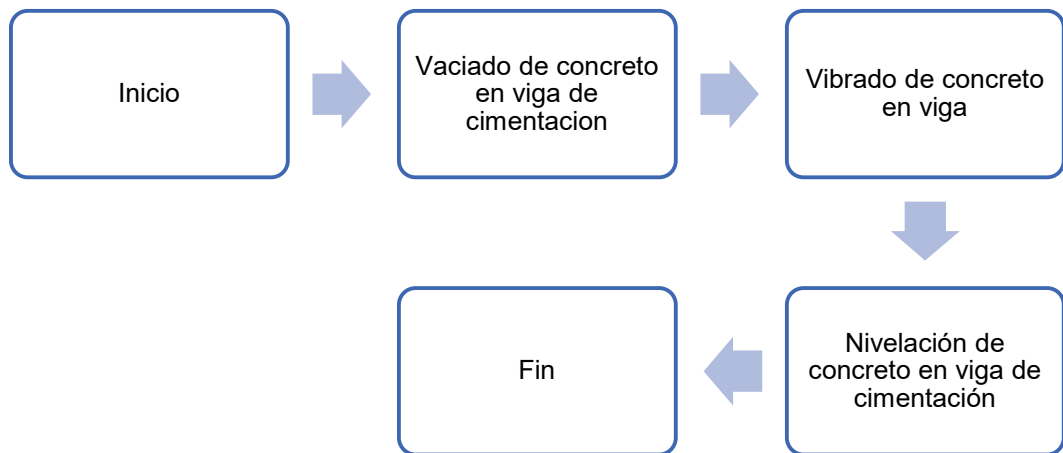 Inicio
Vaciado de concreto
en viga de
cimentacion
Vibrado de concreto
en viga
Nivelación de
concreto en viga de
cimentación
Fin